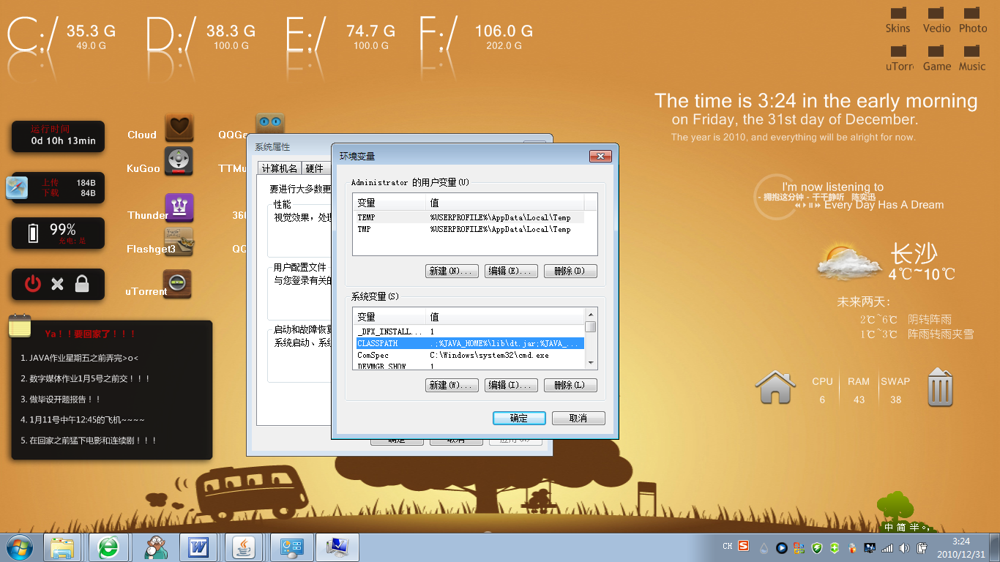 C:/ 35.3 G
49.0 G
D:/ 38.3 G
100.0 G
E:/ 74.7 G
100.0 G
F:/ 106.0 G
202.0 G
Skins Vedio Photo
uTorr Game Music
The time is 3:24 in the early morning
on Friday, the 31st day of December.
The year is 2010, and everything will be alright for now.
运行时间
0d 10h 13min
上传 184B
下载 84B
99%
充电: 是
Cloud
KuGoo
Thunder
Flashget3
uTorrent
QQGa
TTMu
360
QQ
Ya！！要回家了！！！
1. JAVA作业星期五之前弄完>o<
2. 数字媒体作业1月5号之前交！！！
3. 做毕设开题报告！！
4. 1月11号中午12:45的飞机~~~~
5. 在回家之前猛下电影和连续剧！！！
系统属性
计算机名 硬件
要进行大多数更
性能
视觉效果，处理
用户配置文件
与您登录有关的
启动和故障恢复
系统启动、系统
确定 取消
环境变量
Administrator 的用户变量(U)
变量 值
TEMP %USERPROFILE%\AppData\Local\Temp
TMP %USERPROFILE%\AppData\Local\Temp
新建(N)... 编辑(E)... 删除(D)
系统变量(S)
变量 值
_DFX_INSTALL... 1
CLASSPATH .;%JAVA_HOME%\lib\dt.jar;%JAVA_...
ComSpec C:\Windows\system32\cmd.exe
DEVMGR_SHOW 1
新建(W)... 编辑(I)... 删除(L)
确定 取消
I'm now listening to
- 拥抱这分钟 - 千千静听 陈奕迅
Every Day Has A Dream
长沙
4℃~10℃
未来两天:
2℃~6℃ 阴转阵雨
1℃~3℃ 阵雨转雨夹雪
CPU RAM SWAP
6 43 38
中 简 半 。,
CH
3:24
2010/12/31